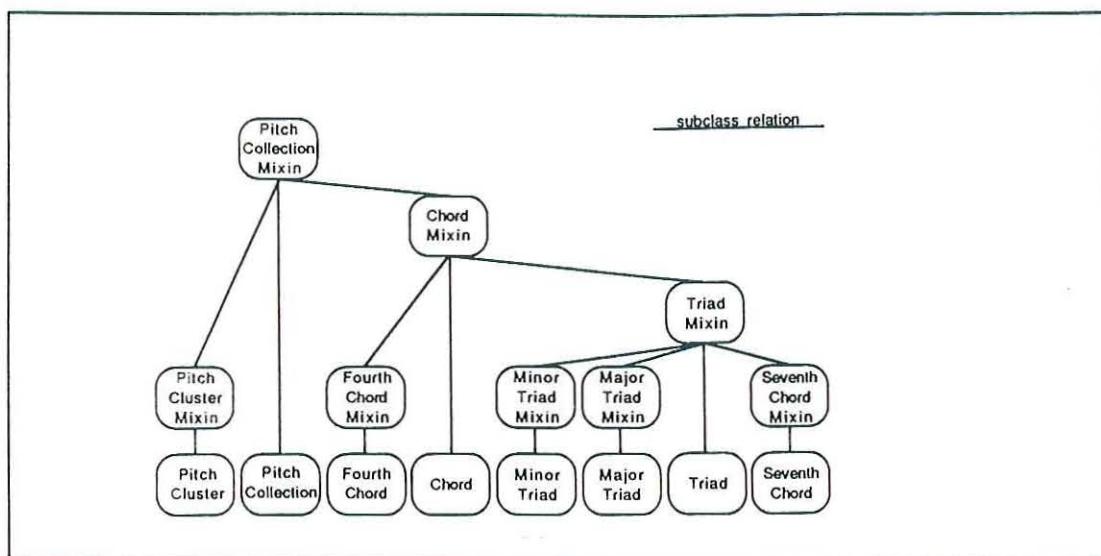 subclass relation
Pitch
Collection
Mixin
Chord
Mixin
Triad
Mixin
Pitch
Cluster
Mixin
Fourth
Chord
Mixin
Minor
Triad
Mixin
Major
Triad
Mixin
Seventh
Chord
Mixin
Pitch
Cluster
Pitch
Collection
Fourth
Chord
Chord
Minor
Triad
Major
Triad
Triad
Seventh
Chord